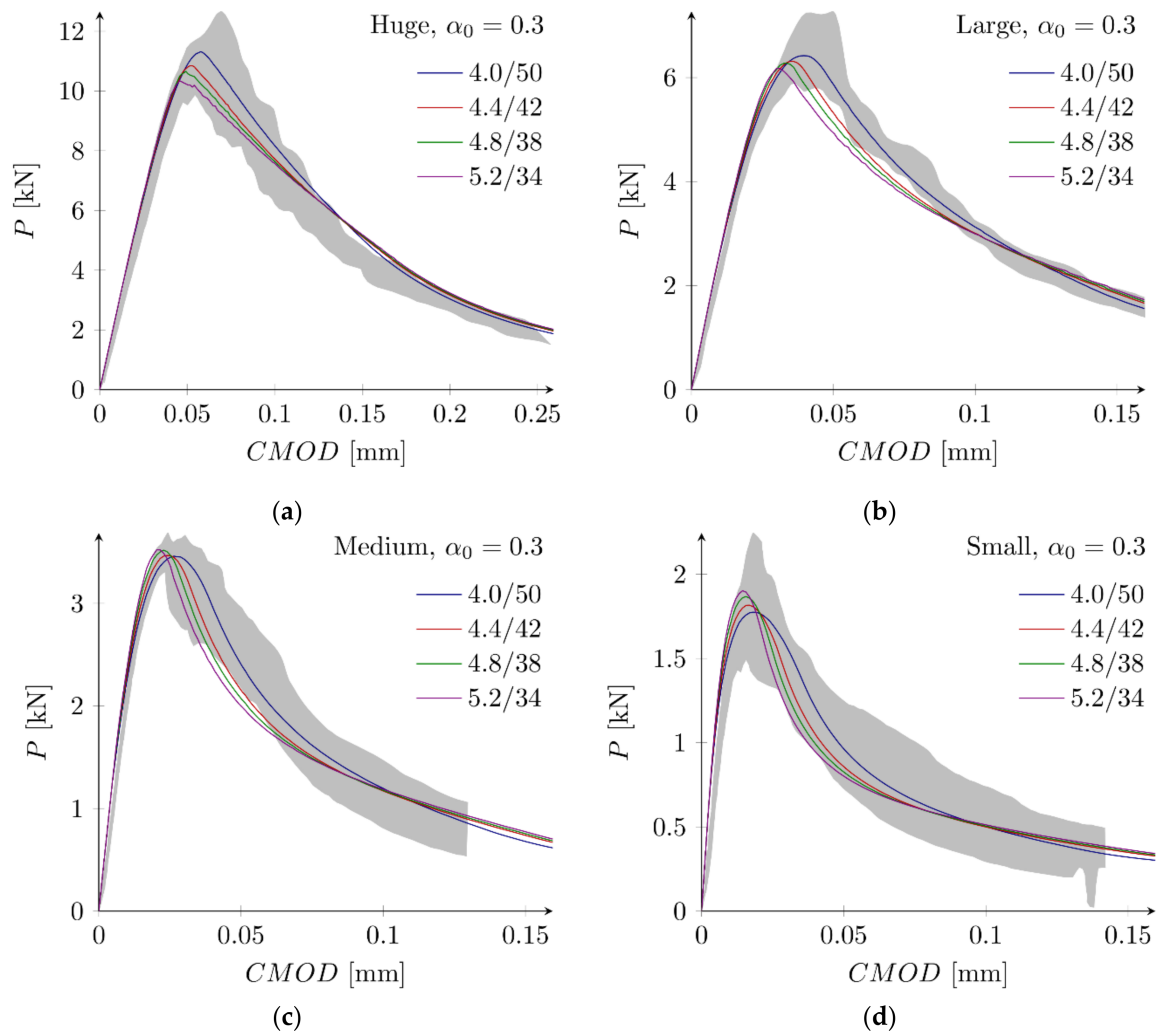 Huge, α₀ = 0.3
4.0/50
4.4/42
4.8/38
5.2/34
P [kN]
12
10
8
6
4
2
0
0 0.05 0.1 0.15 0.2 0.25
CMOD [mm]
(a)
Large, α₀ = 0.3
4.0/50
4.4/42
4.8/38
5.2/34
P [kN]
6
4
2
0
0 0.05 0.1 0.15
CMOD [mm]
(b)
Medium, α₀ = 0.3
4.0/50
4.4/42
4.8/38
5.2/34
P [kN]
3
2
1
0
0 0.05 0.1 0.15
CMOD [mm]
(c)
Small, α₀ = 0.3
4.0/50
4.4/42
4.8/38
5.2/34
P [kN]
2
1.5
1
0.5
0
0 0.05 0.1 0.15
CMOD [mm]
(d)